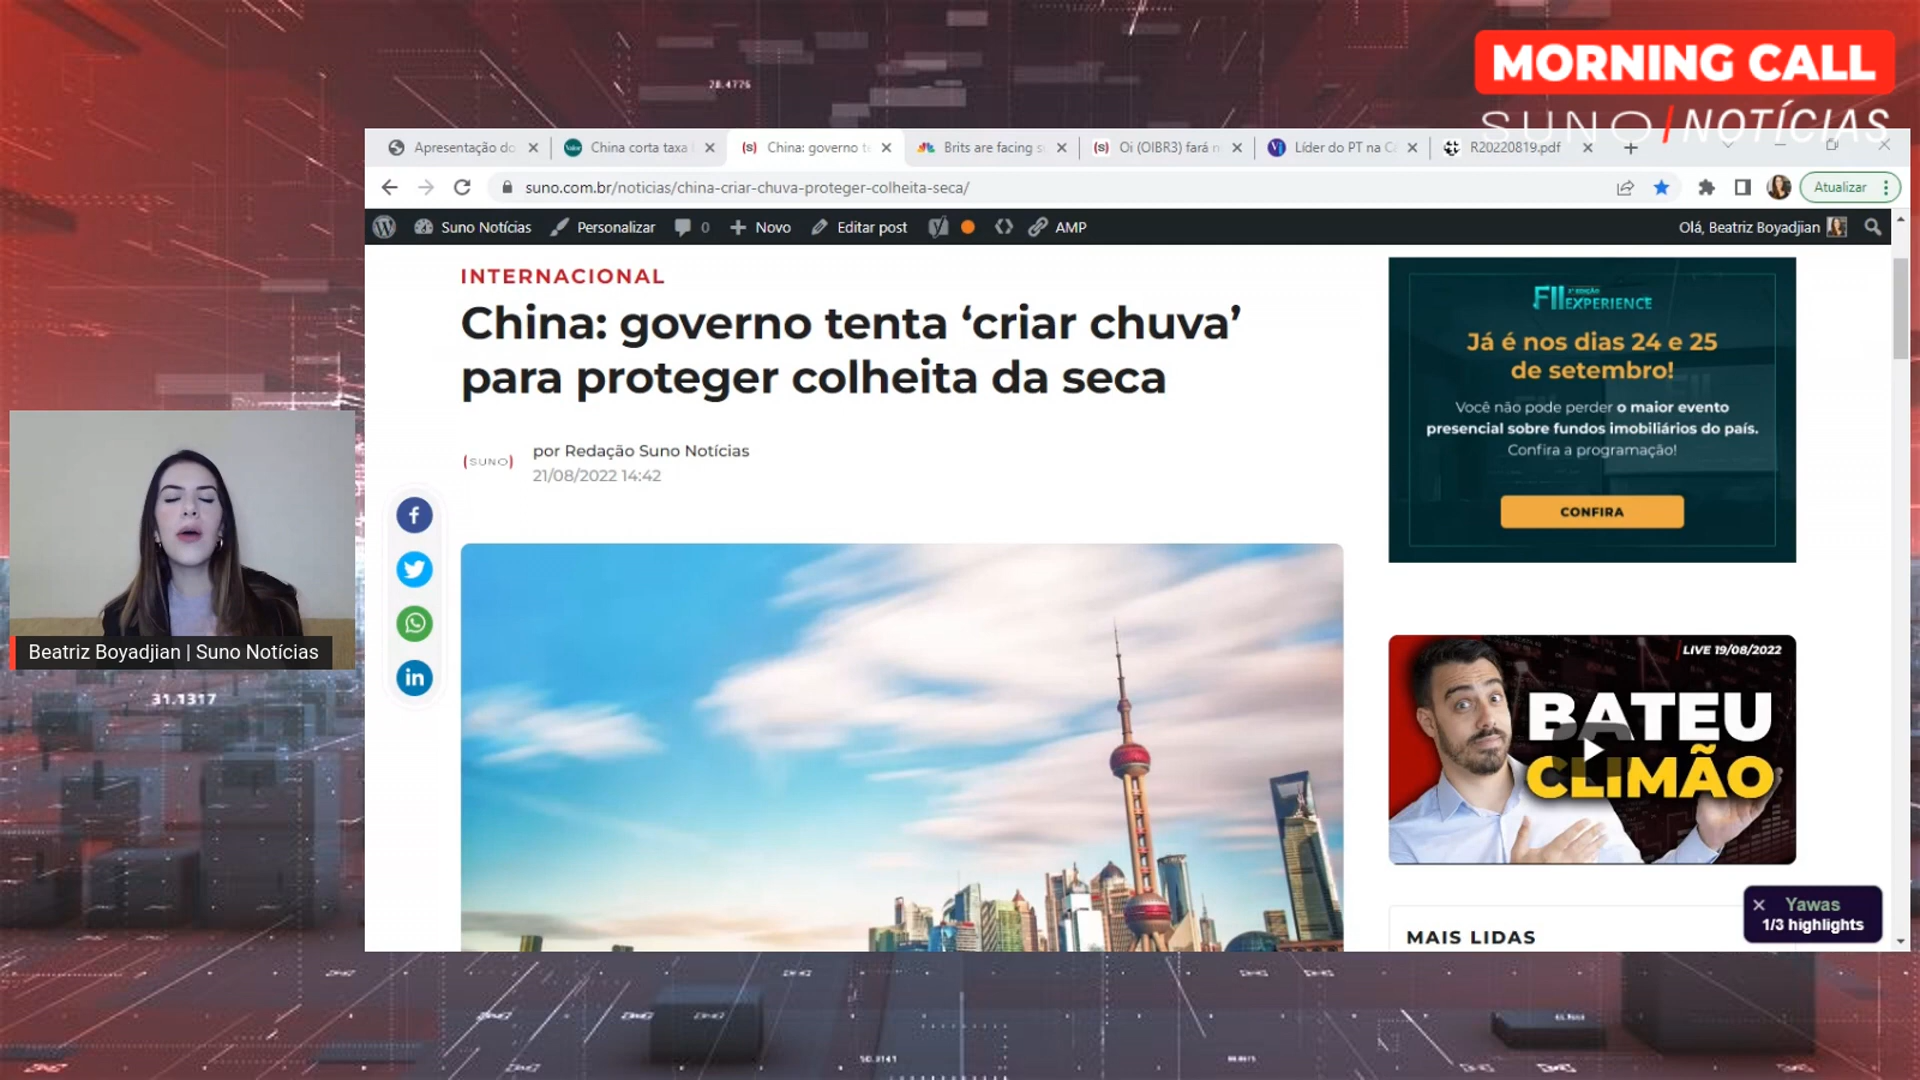 MORNING CALL
SUNO/NOTÍCIAS
28.4776
Apresentação do
China corta taxa
China: governo te
Brits are facing s
Oi (OIBR3) fará n
Líder do PT na C
R20220819.pdf
suno.com.br/noticias/china-criar-chuva-proteger-colheita-seca/
Atualizar
Suno Notícias
Personalizar
0
Novo
Editar post
AMP
Olá, Beatriz Boyadjian
INTERNACIONAL
China: governo tenta ‘criar chuva’
para proteger colheita da seca
(SUNO)
por Redação Suno Notícias
21/08/2022 14:42
FII EXPERIENCE
Já é nos dias 24 e 25
de setembro!
Você não pode perder o maior evento
presencial sobre fundos imobiliários do país.
Confira a programação!
CONFIRA
LIVE 19/08/2022
BATEU
CLIMÃO
MAIS LIDAS
Yawas
1/3 highlights
Beatriz Boyadjian | Suno Notícias
31.1317
50.3141